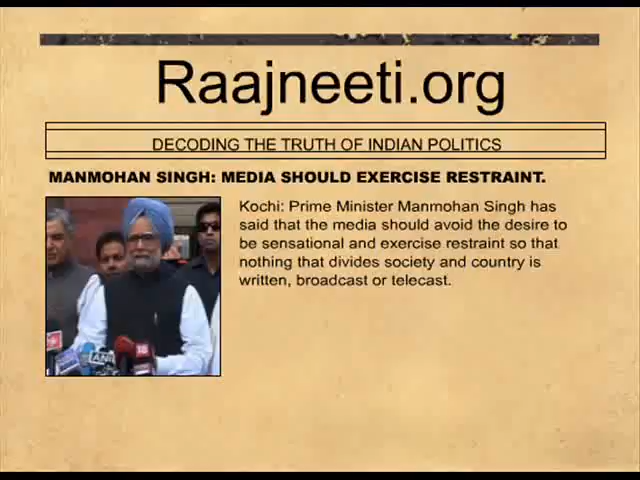 Raajneeti.org
DECODING THE TRUTH OF INDIAN POLITICS
MANMOHAN SINGH: MEDIA SHOULD EXERCISE RESTRAINT.
Kochi: Prime Minister Manmohan Singh has
said that the media should avoid the desire to
be sensational and exercise restraint so that
nothing that divides society and country is
written, broadcast or telecast.
ANI